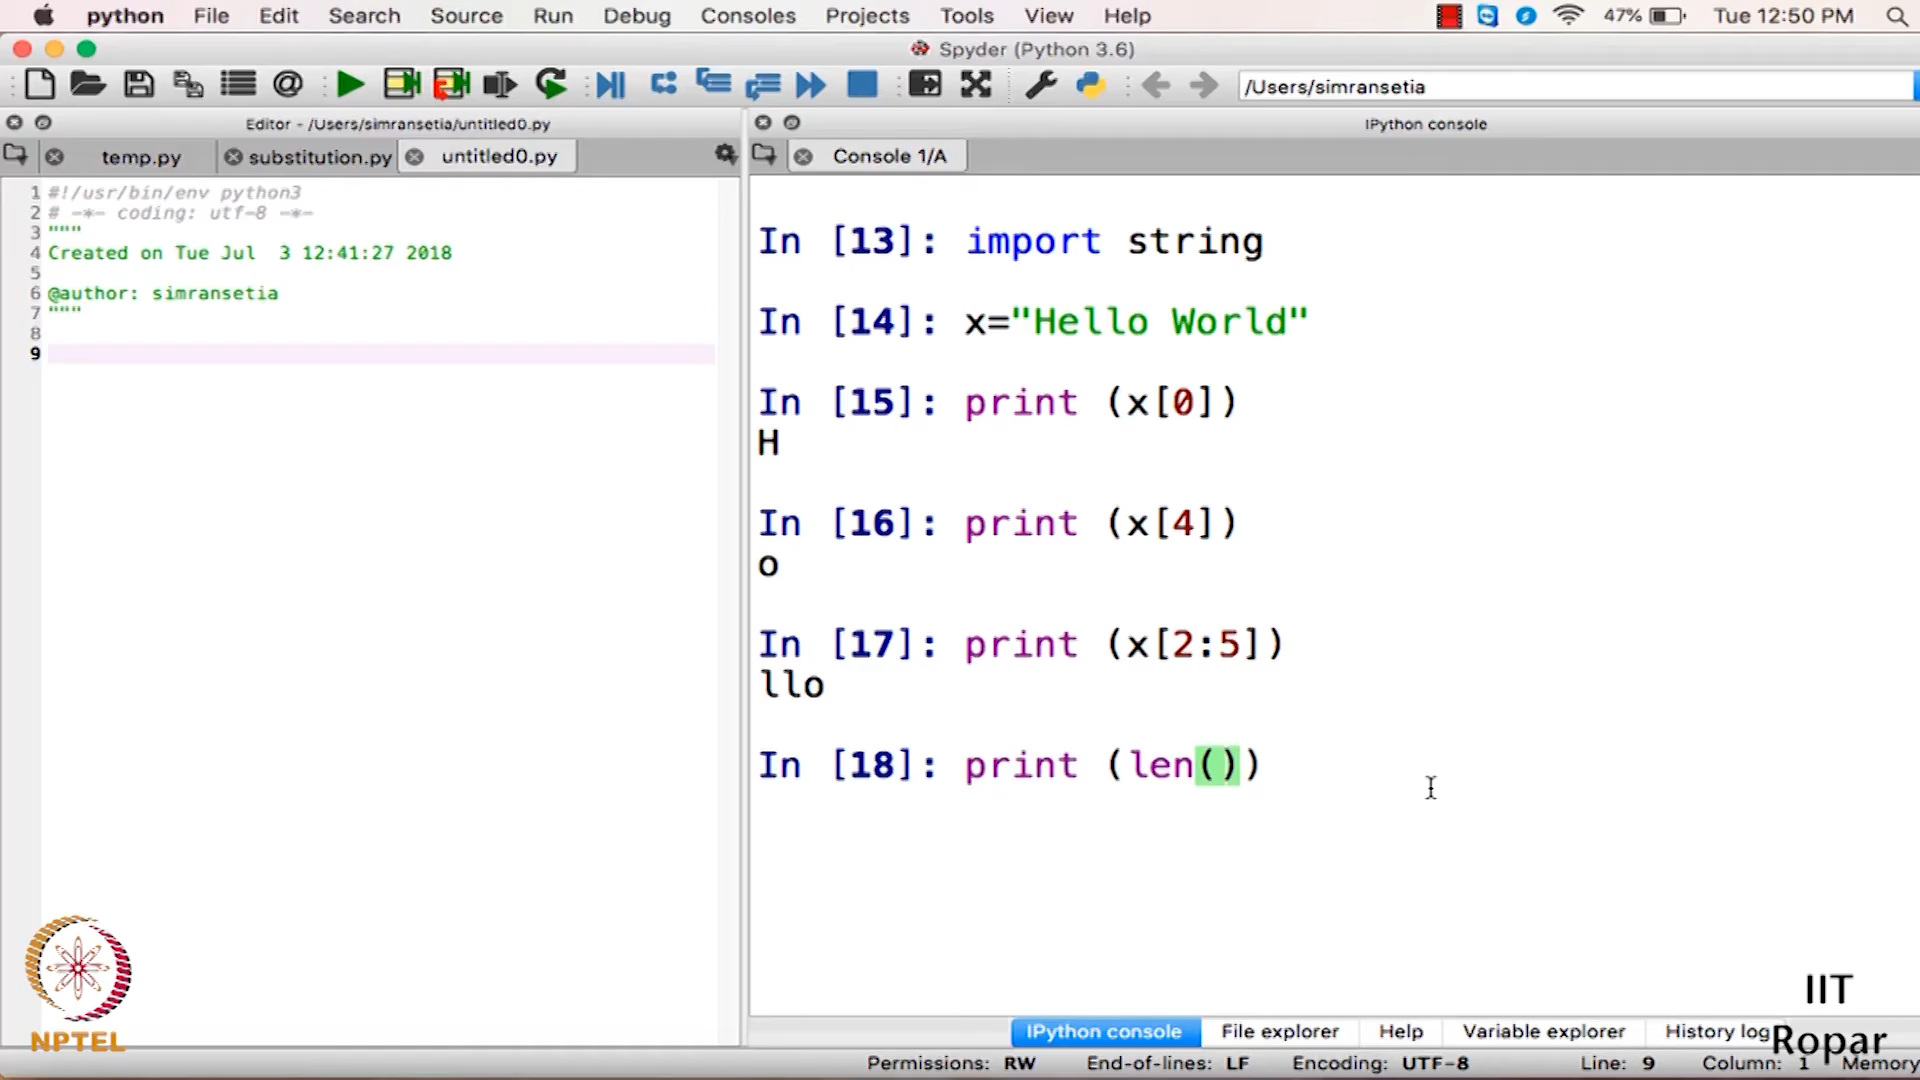 python File Edit Search Source Run Debug Consoles Projects Tools View Help 47% Tue 12:50 PM
Spyder (Python 3.6)
/Users/simransetia
Editor - /Users/simransetia/untitled0.py
IPython console
temp.py substitution.py untitled0.py
Console 1/A
1 #!/usr/bin/env python3
2 # -*- coding: utf-8 -*-
3 """
4 Created on Tue Jul  3 12:41:27 2018
5
6 @author: simransetia
7 """
8
9
In [13]: import string
In [14]: x="Hello World"
In [15]: print (x[0])
H
In [16]: print (x[4])
o
In [17]: print (x[2:5])
llo
In [18]: print (len())
NPTEL
IIT
Ropar
IPython console File explorer Help Variable explorer History log
Permissions: RW End-of-lines: LF Encoding: UTF-8 Line: 9 Column: 1 Memory